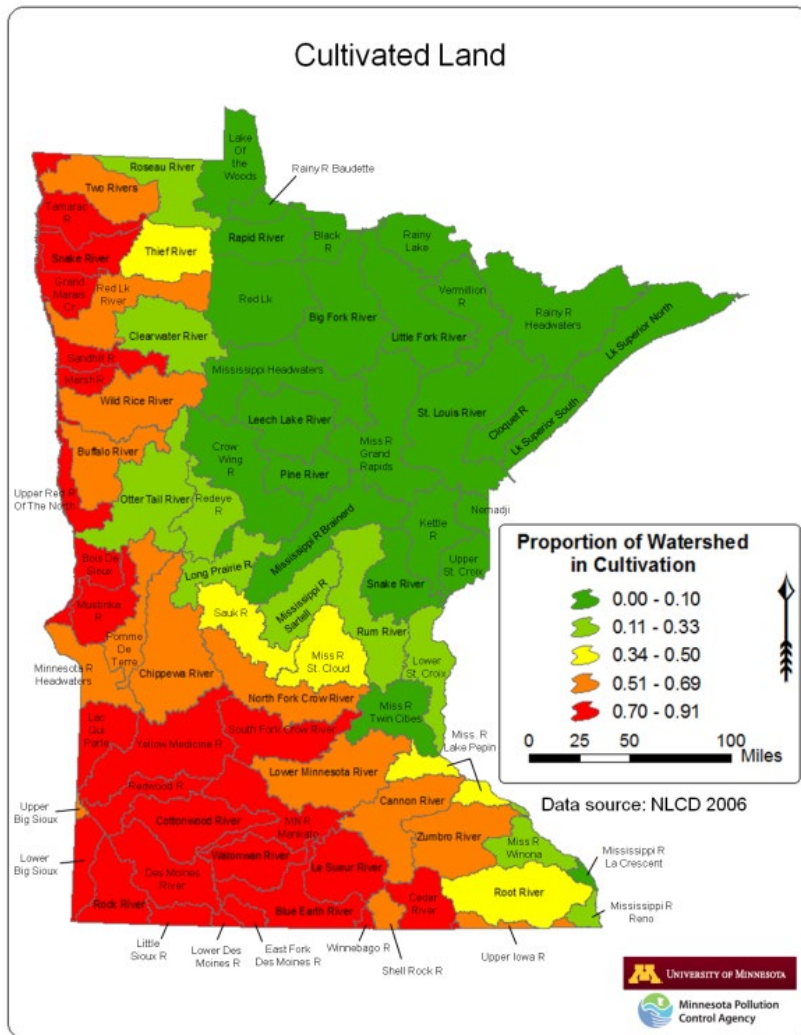 Cultivated Land
Lake
Of
the
Woods
Roseau River
Rainy R Baudette
Two Rivers
Tamarac
R
Rapid River
Black
R
Rainy
Lake
Thief River
Snake River
Vermillion
R
Grand
Marais
Cr
Red Lk
River
Red Lk
Big Fork River
Rainy R
Headwaters
Lk Superior North
Clearwater River
Little Fork River
Sandhill R
Marsh R
Mississippi Headwaters
Wild Rice River
Leech Lake River
St. Louis River
Cloquet R
Lk Superior South
Miss R
Grand
Rapids
Buffalo River
Crow
Wing
R
Pine River
Upper Red R
Of The North
Otter Tail River
Redeye
R
Nemadji
Kettle
R
Mississippi R Brainerd
Upper
St. Croix
Bois De
Sioux
Long Prairie R
Snake River
Mustinka
R
Mississippi R
Sartell
Sauk R
Rum River
Pomme
De
Terre
Minnesota R
Headwaters
Chippewa River
Miss R
St. Cloud
Lower
St. Croix
North Fork Crow River
Miss R
Twin Cities
Lac
Qui
Parle
South Fork Crow River
Yellow Medicine R
Miss. R
Lake Pepin
Lower Minnesota River
Redwood R
Cannon River
Upper
Big Sioux
Cottonwood River
MN R
Mankato
Zumbro River
Miss R
Winona
Watonwan River
Mississippi R
La Crescent
Lower
Big Sioux
Des Moines
River
Le Sueur River
Root River
Rock River
Blue Earth River
Cedar
River
Mississippi R
Reno
Little
Sioux R
Lower Des
Moines R
East Fork
Des Moines R
Winnebago R
Shell Rock R
Upper Iowa R
Proportion of Watershed
in Cultivation
0.00 - 0.10
0.11 - 0.33
0.34 - 0.50
0.51 - 0.69
0.70 - 0.91
0 25 50 100
Miles
Data source: NLCD 2006
M UNIVERSITY OF MINNESOTA
Minnesota Pollution
Control Agency